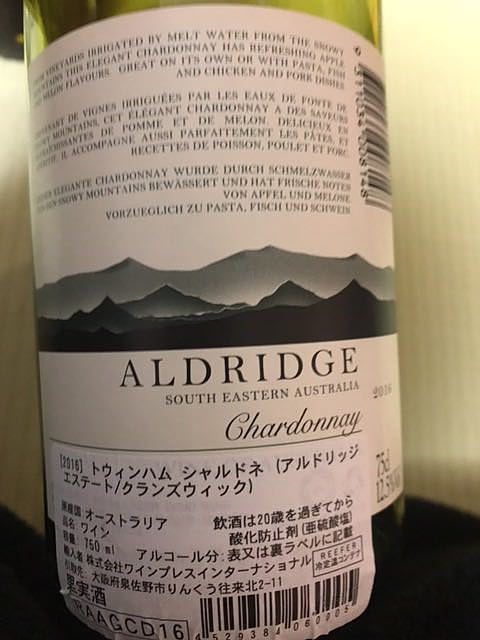 VINEYARDS IRRIGATED BY MELT WATER FROM THE SNOWY
THIS ELEGANT CHARDONNAY HAS REFRESHING APPLE
MELON FLAVOURS. GREAT ON ITS OWN OR WITH PASTA, FISH
AND CHICKEN AND PORK DISHES
DE VIGNES IRRIGUÉES PAR LES EAUX DE FONTE DE
MOUNTAINS, CET ÉLÉGANT CHARDONNAY A DES SAVEURS
DE POMME ET DE MELON. DELICIEUX EN
IL ACCOMPAGNE AUSSI PARFAITEMENT LES PÂTES, ET
RECETTES DE POISSON, POULET ET PORC
ELEGANTE CHARDONNAY WURDE DURCH SCHMELZWASSER
DEN SNOWY MOUNTAINS BEWÄSSERT UND HAT FRISCHE NOTES
VON APFEL UND MELONE
VORZUEGLICH ZU PASTA, FISCH UND SCHWEIN
ALDRIDGE
SOUTH EASTERN AUSTRALIA
2016
Chardonnay
75cl
12.5%
[2016] トウィンハム シャルドネ (アルドリッジ
エステート/クランズウィック)
原産国 オーストラリア
飲酒は20歳を過ぎてから
品名: ワイン
酸化防止剤(亜硫酸塩)
容量: 750 ml
アルコール分:表又は裏ラベルに記載
輸入者 株式会社ワインプレスインターナショナル
REEFER
冷定温コンテナ
引取先: 大阪府泉佐野市りんくう往来北2-11
果実酒
RAAGCD16
4529384060005